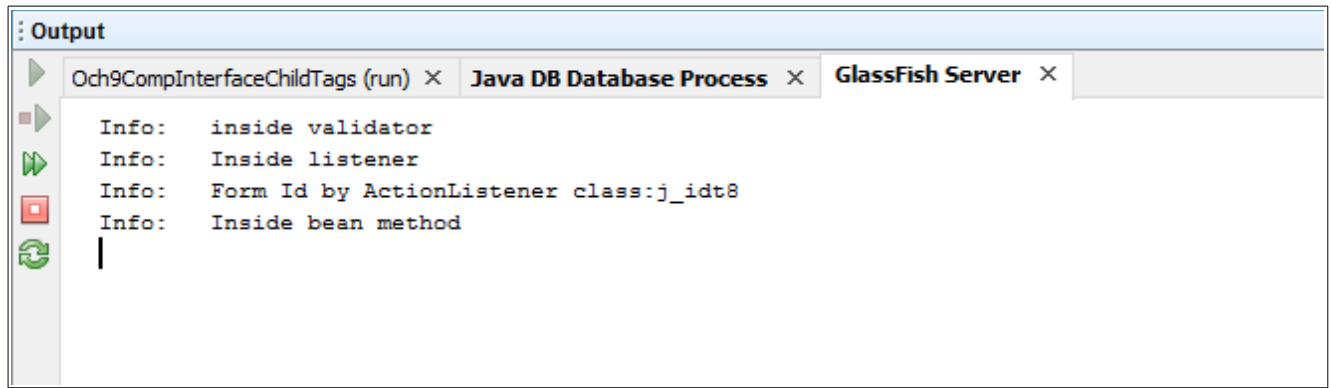 Output
Och9CompInterfaceChildTags (run) × Java DB Database Process × GlassFish Server ×
Info: inside validator
Info: Inside listener
Info: Form Id by ActionListener class:j_idt8
Info: Inside bean method